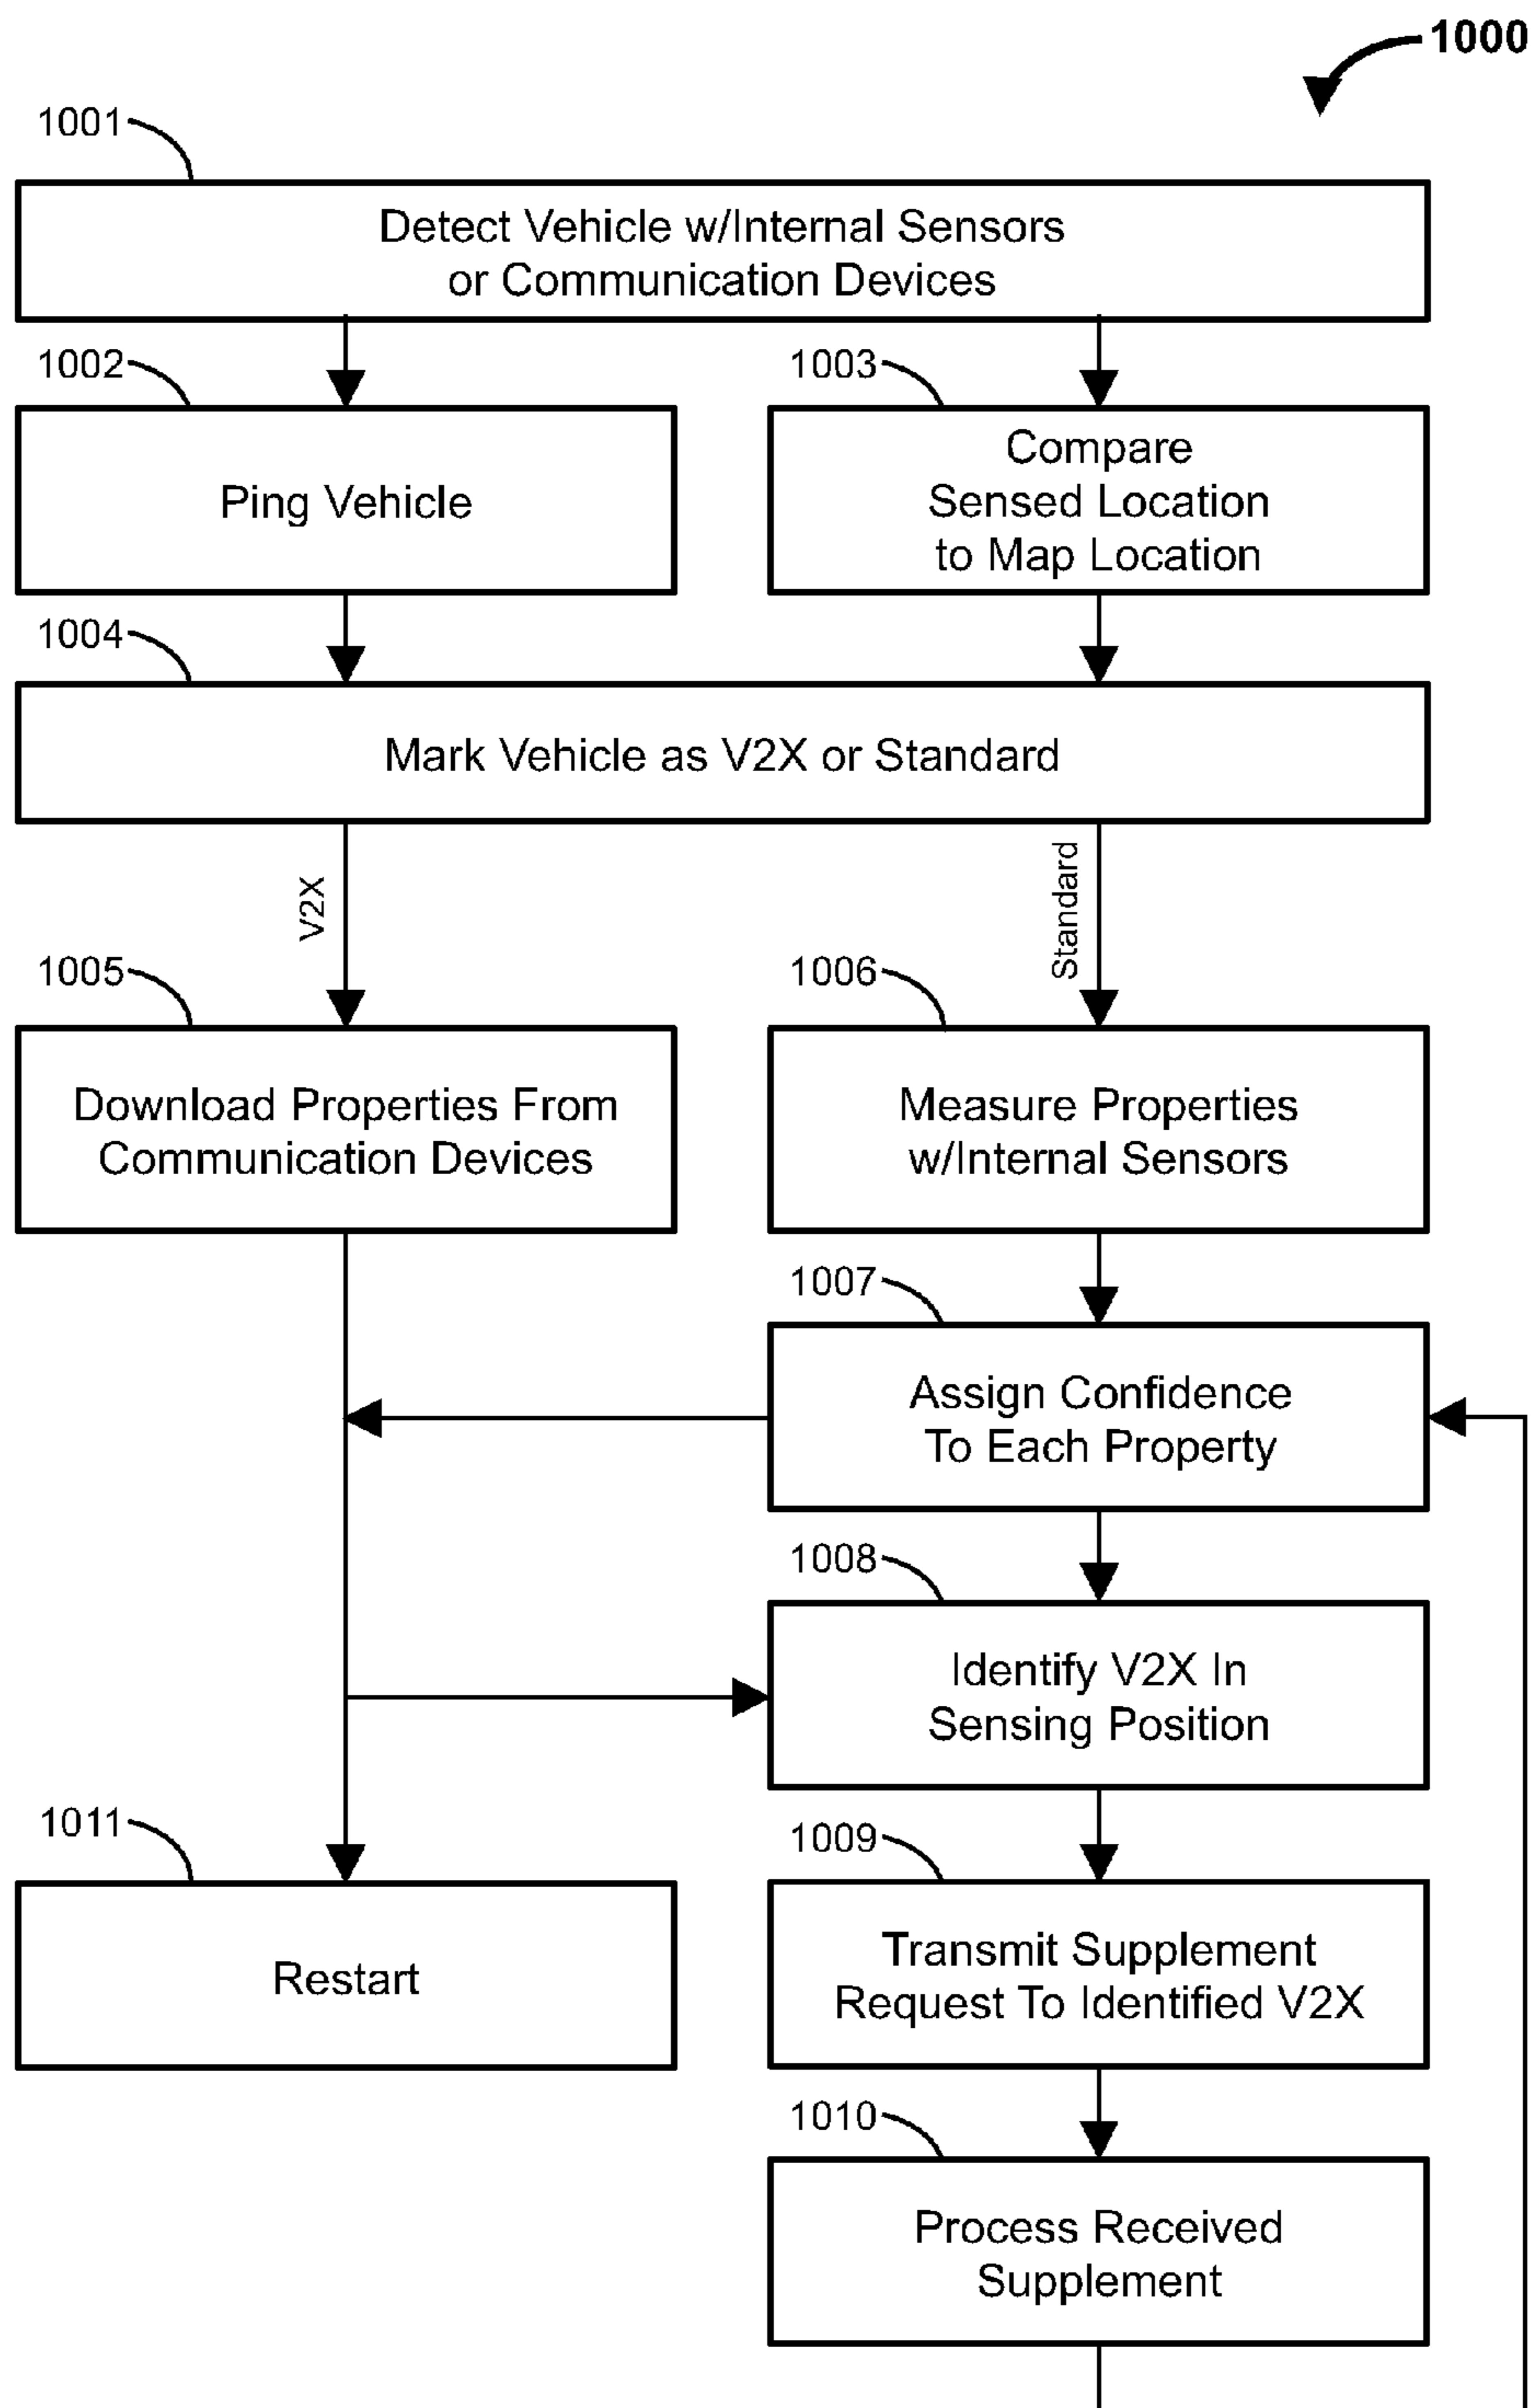 1000
1001
Detect Vehicle w/Internal Sensors
or Communication Devices
1002
Ping Vehicle
1003
Compare
Sensed Location
to Map Location
1004
Mark Vehicle as V2X or Standard
V2X
Standard
1005
Download Properties From
Communication Devices
1006
Measure Properties
w/Internal Sensors
1007
Assign Confidence
To Each Property
1008
Identify V2X In
Sensing Position
1011
Restart
1009
Transmit Supplement
Request To Identified V2X
1010
Process Received
Supplement